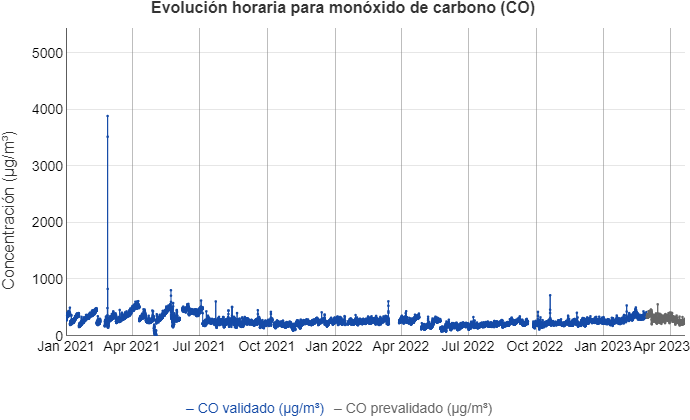 Evolución horaria para monóxido de carbono (CO)
Concentración (µg/m³)
5000
4000
3000
2000
1000
0
Jan 2021 Apr 2021 Jul 2021 Oct 2021 Jan 2022 Apr 2022 Jul 2022 Oct 2022 Jan 2023 Apr 2023
– CO validado (µg/m³) – CO prevalidado (µg/m³)